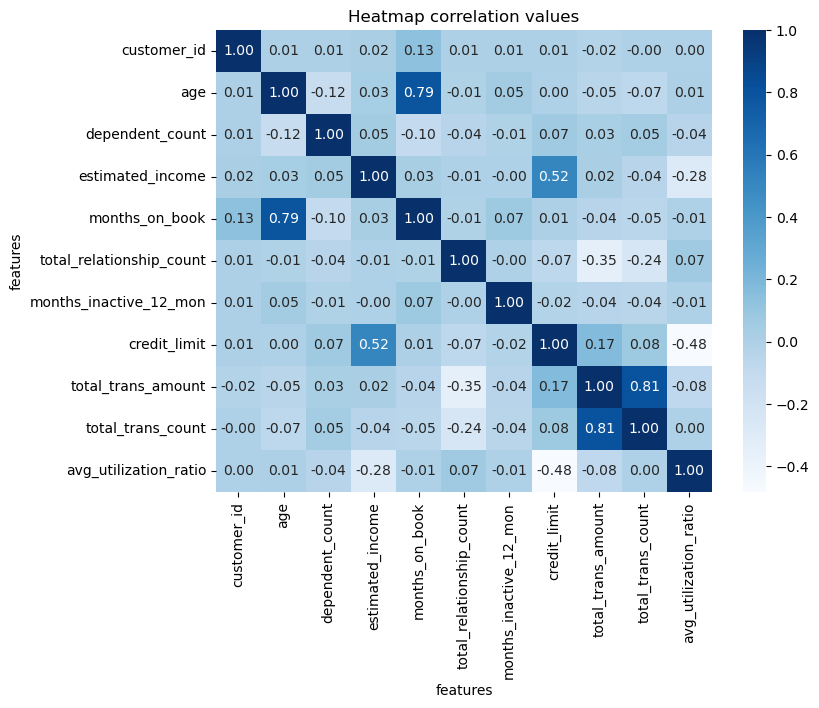 Heatmap correlation values
customer_id 1.00 0.01 0.01 0.02 0.13 0.01 0.01 0.01 -0.02 -0.00 0.00
age 0.01 1.00 -0.12 0.03 0.79 -0.01 0.05 0.00 -0.05 -0.07 0.01
dependent_count 0.01 -0.12 1.00 0.05 -0.10 -0.04 -0.01 0.07 0.03 0.05 -0.04
estimated_income 0.02 0.03 0.05 1.00 0.03 -0.01 -0.00 0.52 0.02 -0.04 -0.28
months_on_book 0.13 0.79 -0.10 0.03 1.00 -0.01 0.07 0.01 -0.04 -0.05 -0.01
total_relationship_count 0.01 -0.01 -0.04 -0.01 -0.01 1.00 -0.00 -0.07 -0.35 -0.24 0.07
months_inactive_12_mon 0.01 0.05 -0.01 -0.00 0.07 -0.00 1.00 -0.02 -0.04 -0.04 -0.01
credit_limit 0.01 0.00 0.07 0.52 0.01 -0.07 -0.02 1.00 0.17 0.08 -0.48
total_trans_amount -0.02 -0.05 0.03 0.02 -0.04 -0.35 -0.04 0.17 1.00 0.81 -0.08
total_trans_count -0.00 -0.07 0.05 -0.04 -0.05 -0.24 -0.04 0.08 0.81 1.00 0.00
avg_utilization_ratio 0.00 0.01 -0.04 -0.28 -0.01 0.07 -0.01 -0.48 -0.08 0.00 1.00
features
customer_id
age
dependent_count
estimated_income
months_on_book
total_relationship_count
months_inactive_12_mon
credit_limit
total_trans_amount
total_trans_count
avg_utilization_ratio
features
1.0
0.8
0.6
0.4
0.2
0.0
−0.2
−0.4